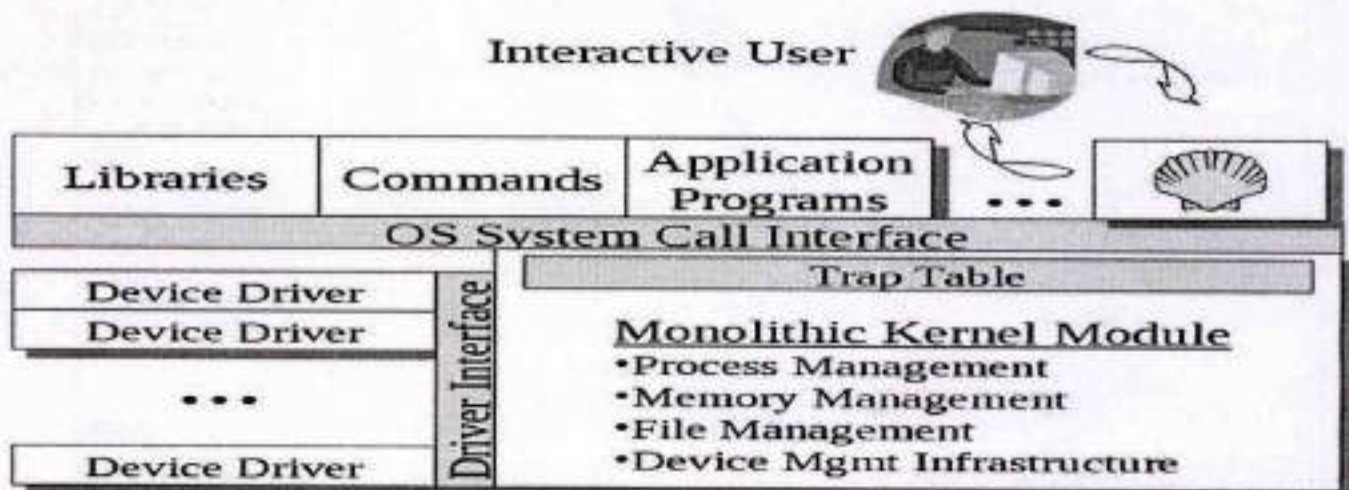 Interactive User
Libraries
Commands
Application
Programs
• • •
OS System Call Interface
Trap Table
Device Driver
Device Driver
• • •
Device Driver
Driver Interface
Monolithic Kernel Module
•Process Management
•Memory Management
•File Management
•Device Mgmt Infrastructure